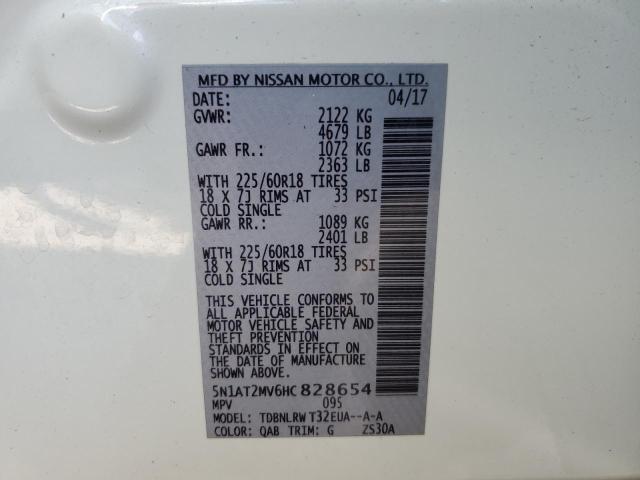 MFD BY NISSAN MOTOR CO., LTD.
DATE: 04/17
GVWR: 2122 KG
4679 LB
GAWR FR.: 1072 KG
2363 LB
WITH 225/60R18 TIRES
18 X 7J RIMS AT 33 PSI
COLD SINGLE
GAWR RR.: 1089 KG
2401 LB
WITH 225/60R18 TIRES
18 X 7J RIMS AT 33 PSI
COLD SINGLE
THIS VEHICLE CONFORMS TO
ALL APPLICABLE FEDERAL
MOTOR VEHICLE SAFETY AND
THEFT PREVENTION
STANDARDS IN EFFECT ON
THE DATE OF MANUFACTURE
SHOWN ABOVE.
5N1AT2MV6HC828654
MPV 095
MODEL: TDBNLRW T32EUA--A-A
COLOR: QAB TRIM: G ZS30A